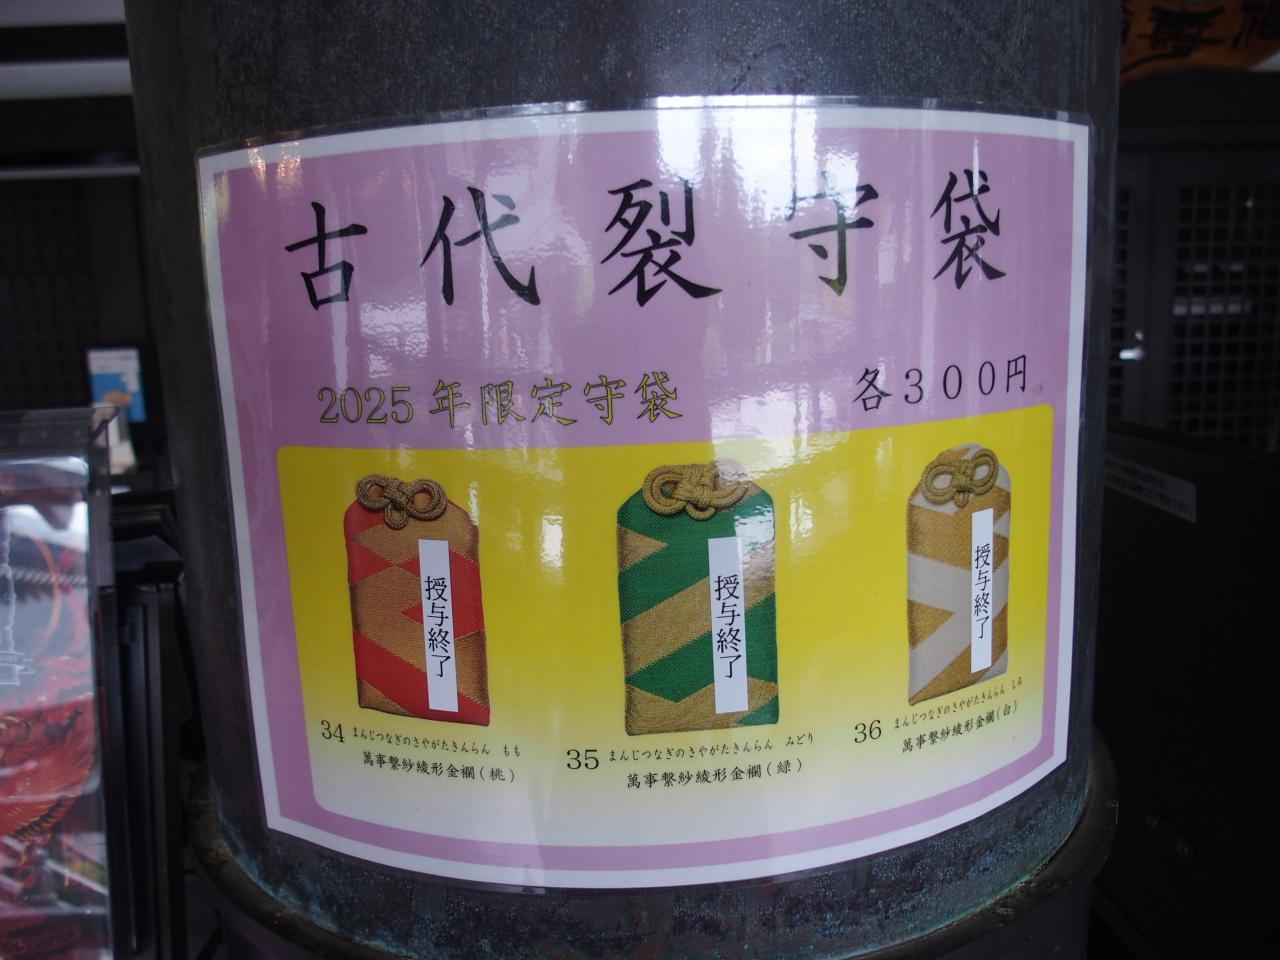 古代裂守袋
2025年限定守袋
各300円
授与終了
授与終了
授与終了
34 まんじつなぎのさやがたきんらん もも
萬事繋紗綾形金襴(桃)
35 まんじつなぎのさやがたきんらん みどり
萬事繋紗綾形金襴(緑)
36 まんじつなぎのさやがたきんらん しろ
萬事繋紗綾形金襴(白)